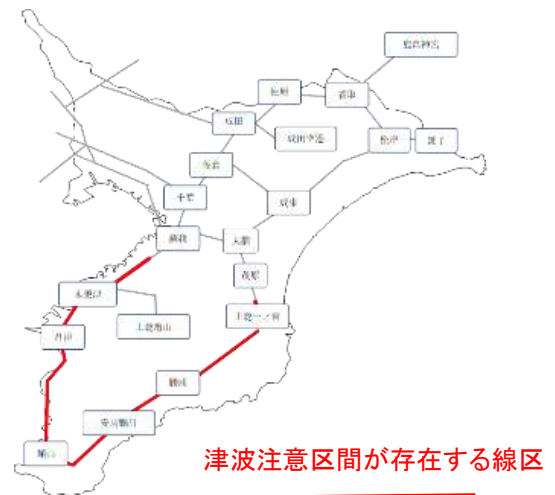 鹿島神宮
佐原
香取
成田
成田空港
松岸
銚子
佐倉
千葉
成東
蘇我
大網
茂原
木更津
上総亀山
上総一ノ宮
君津
勝浦
安房鴨川
館山
津波注意区間が存在する線区